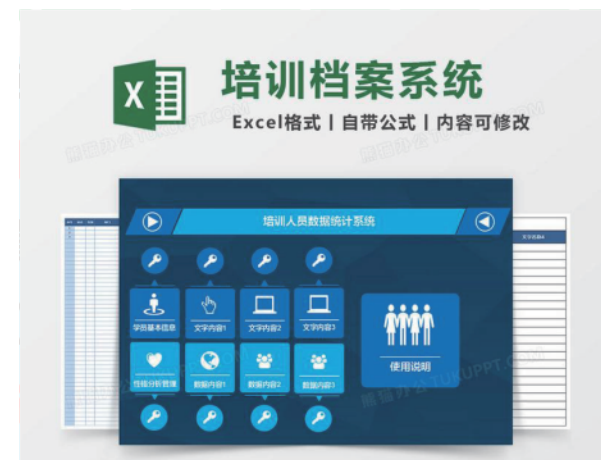 培训档案系统
Excel格式丨自带公式丨内容可修改
培训人员数据统计系统
学员基本信息
文字内容1
文字内容2
文字内容3
性格分析管理
数据内容1
数据内容2
数据内容3
使用说明